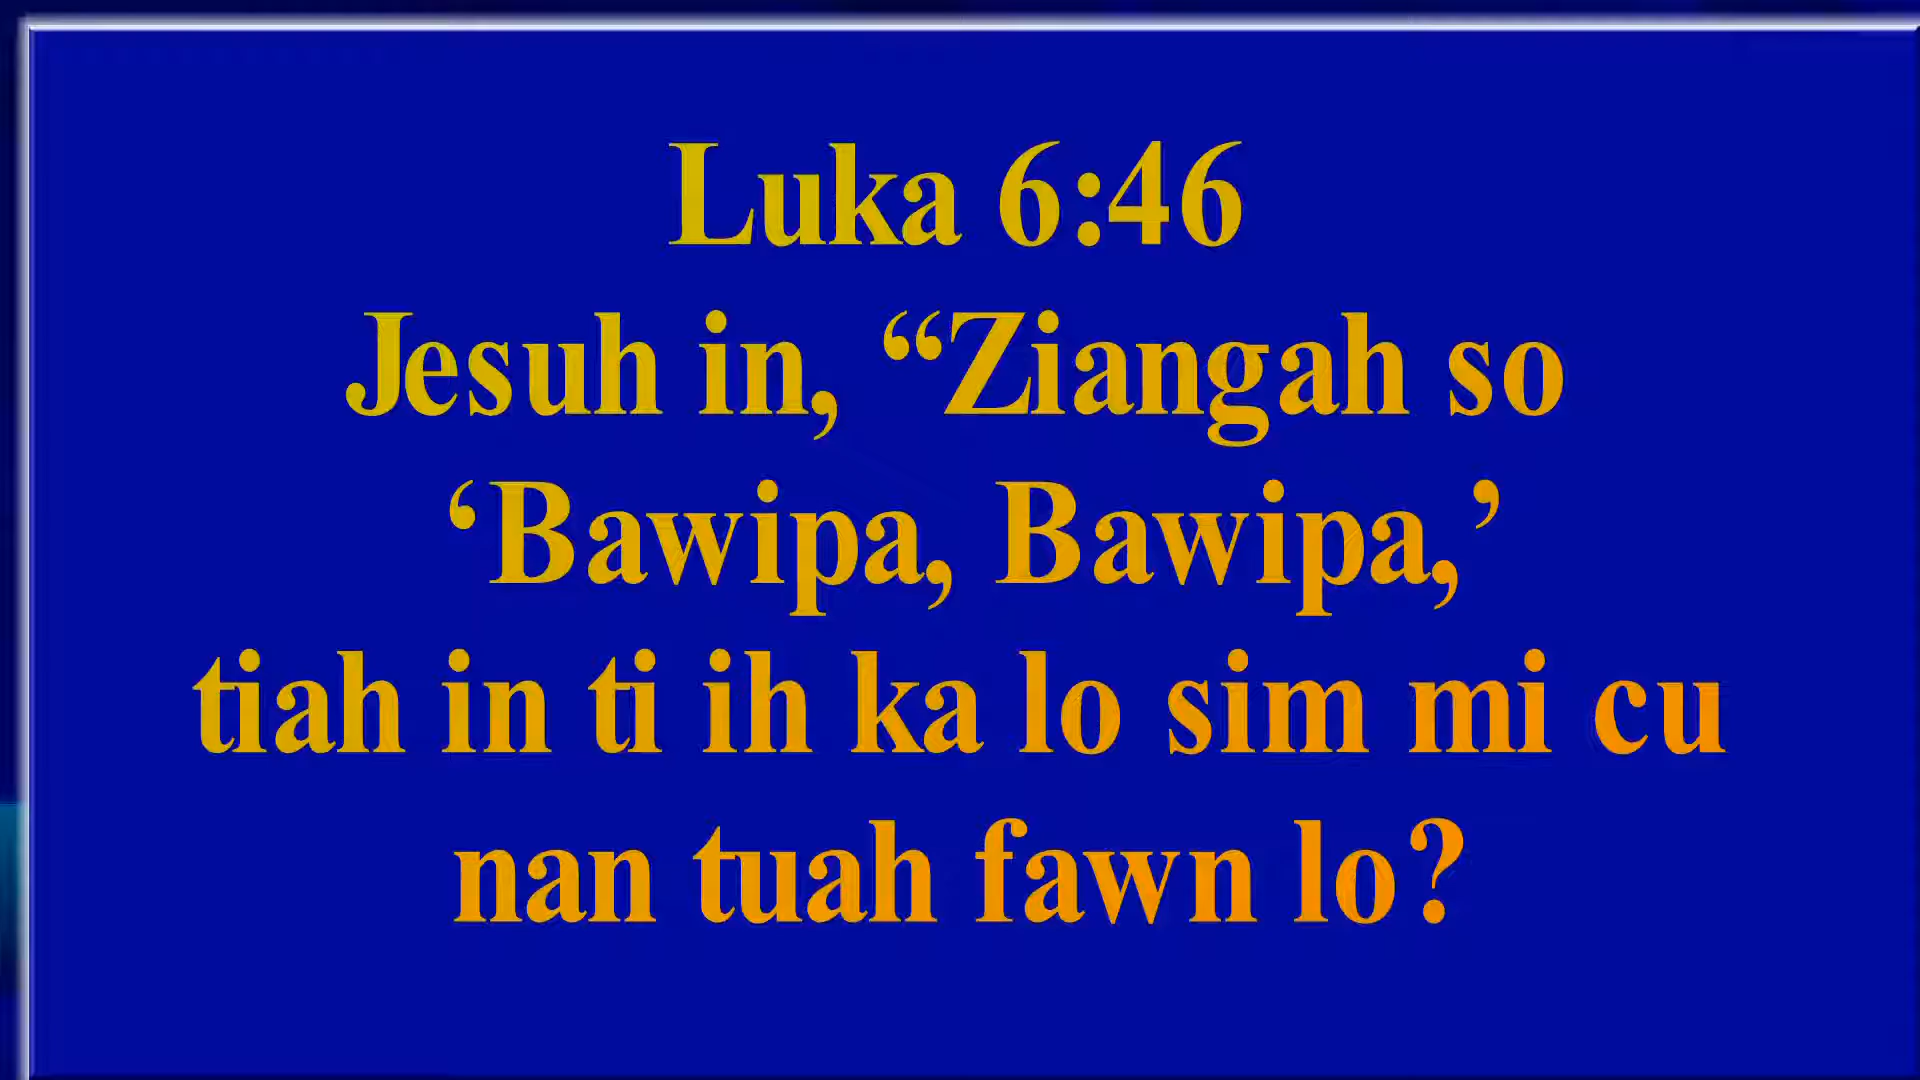 Luka 6:46
Jesuh in, “Ziangah so
‘Bawipa, Bawipa,’
tiah in ti ih ka lo sim mi cu
nan tuah fawn lo?